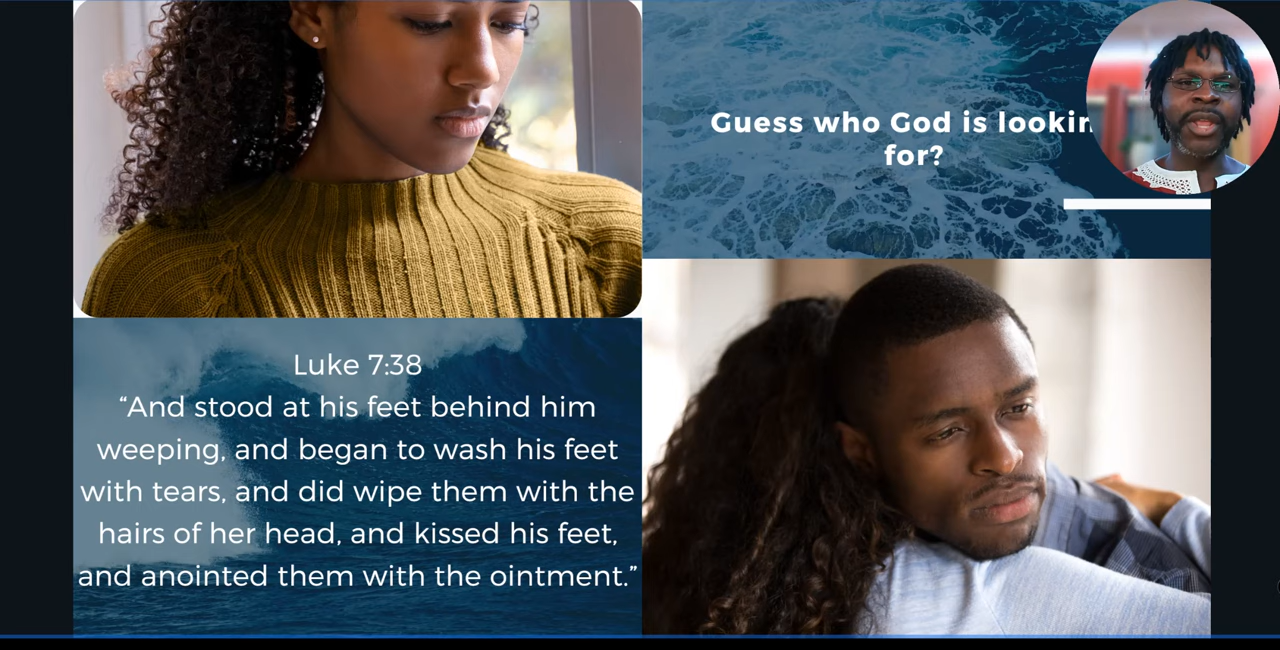 Guess who God is lookin
for?
Luke 7:38
“And stood at his feet behind him
weeping, and began to wash his feet
with tears, and did wipe them with the
hairs of her head, and kissed his feet,
and anointed them with the ointment.”